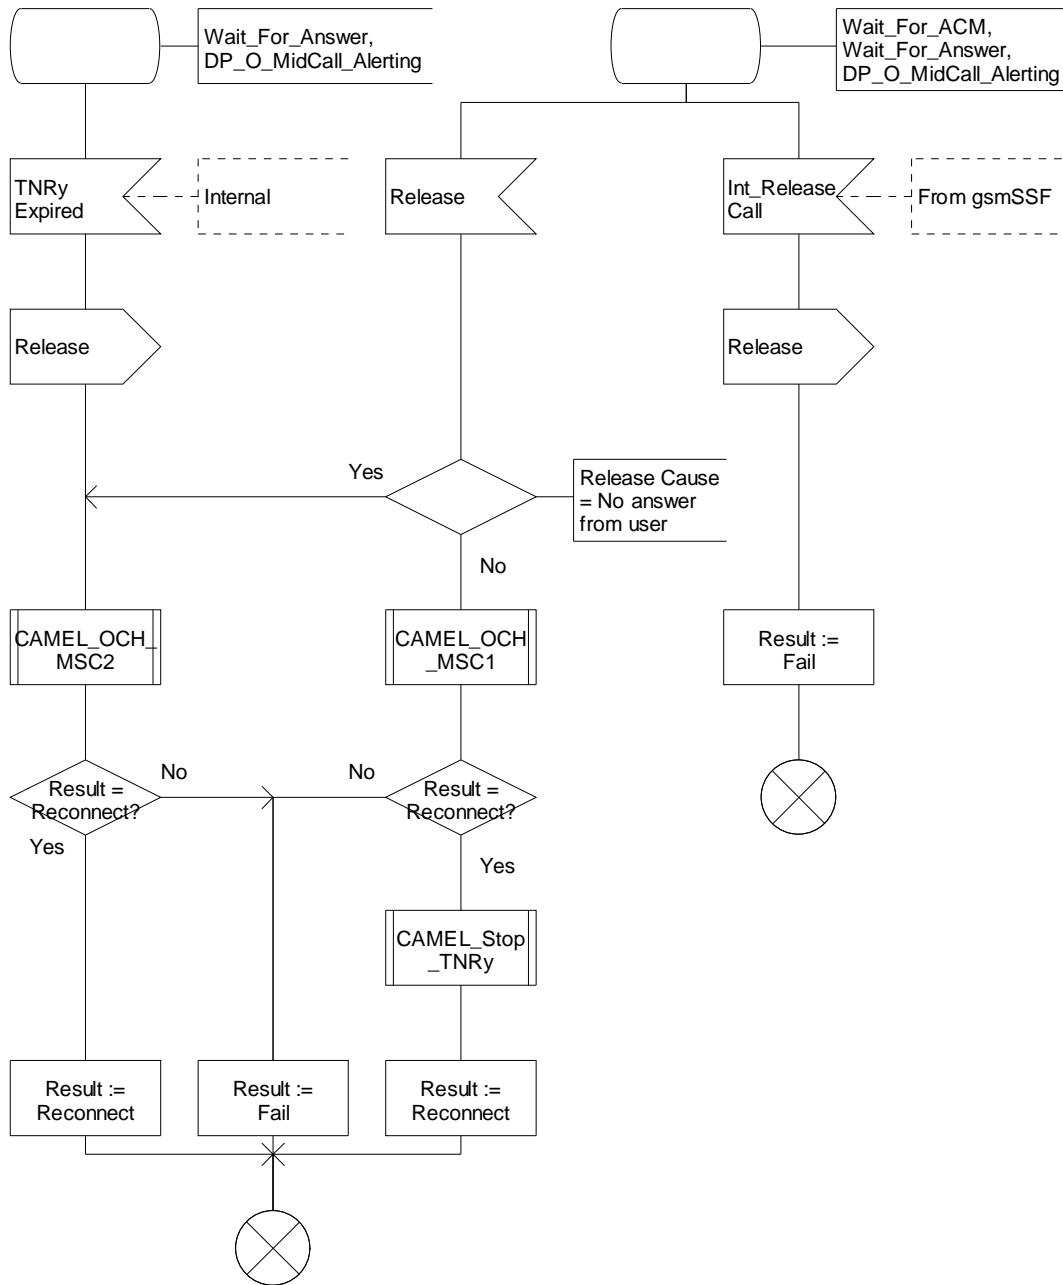 Wait_For_Answer,
DP_O_MidCall_Alerting
Wait_For_ACM,
Wait_For_Answer,
DP_O_MidCall_Alerting
TNRy
Expired
Internal
Release
Int_Release
Call
From gsmSSF
Release
Release
Yes
Release Cause
= No answer
from user
No
CAMEL_OCH_
MSC2
CAMEL_OCH
_MSC1
Result :=
Fail
Result =
Reconnect?
No
No
Result =
Reconnect?
Yes
Yes
CAMEL_Stop
_TNRy
Result :=
Reconnect
Result :=
Fail
Result :=
Reconnect